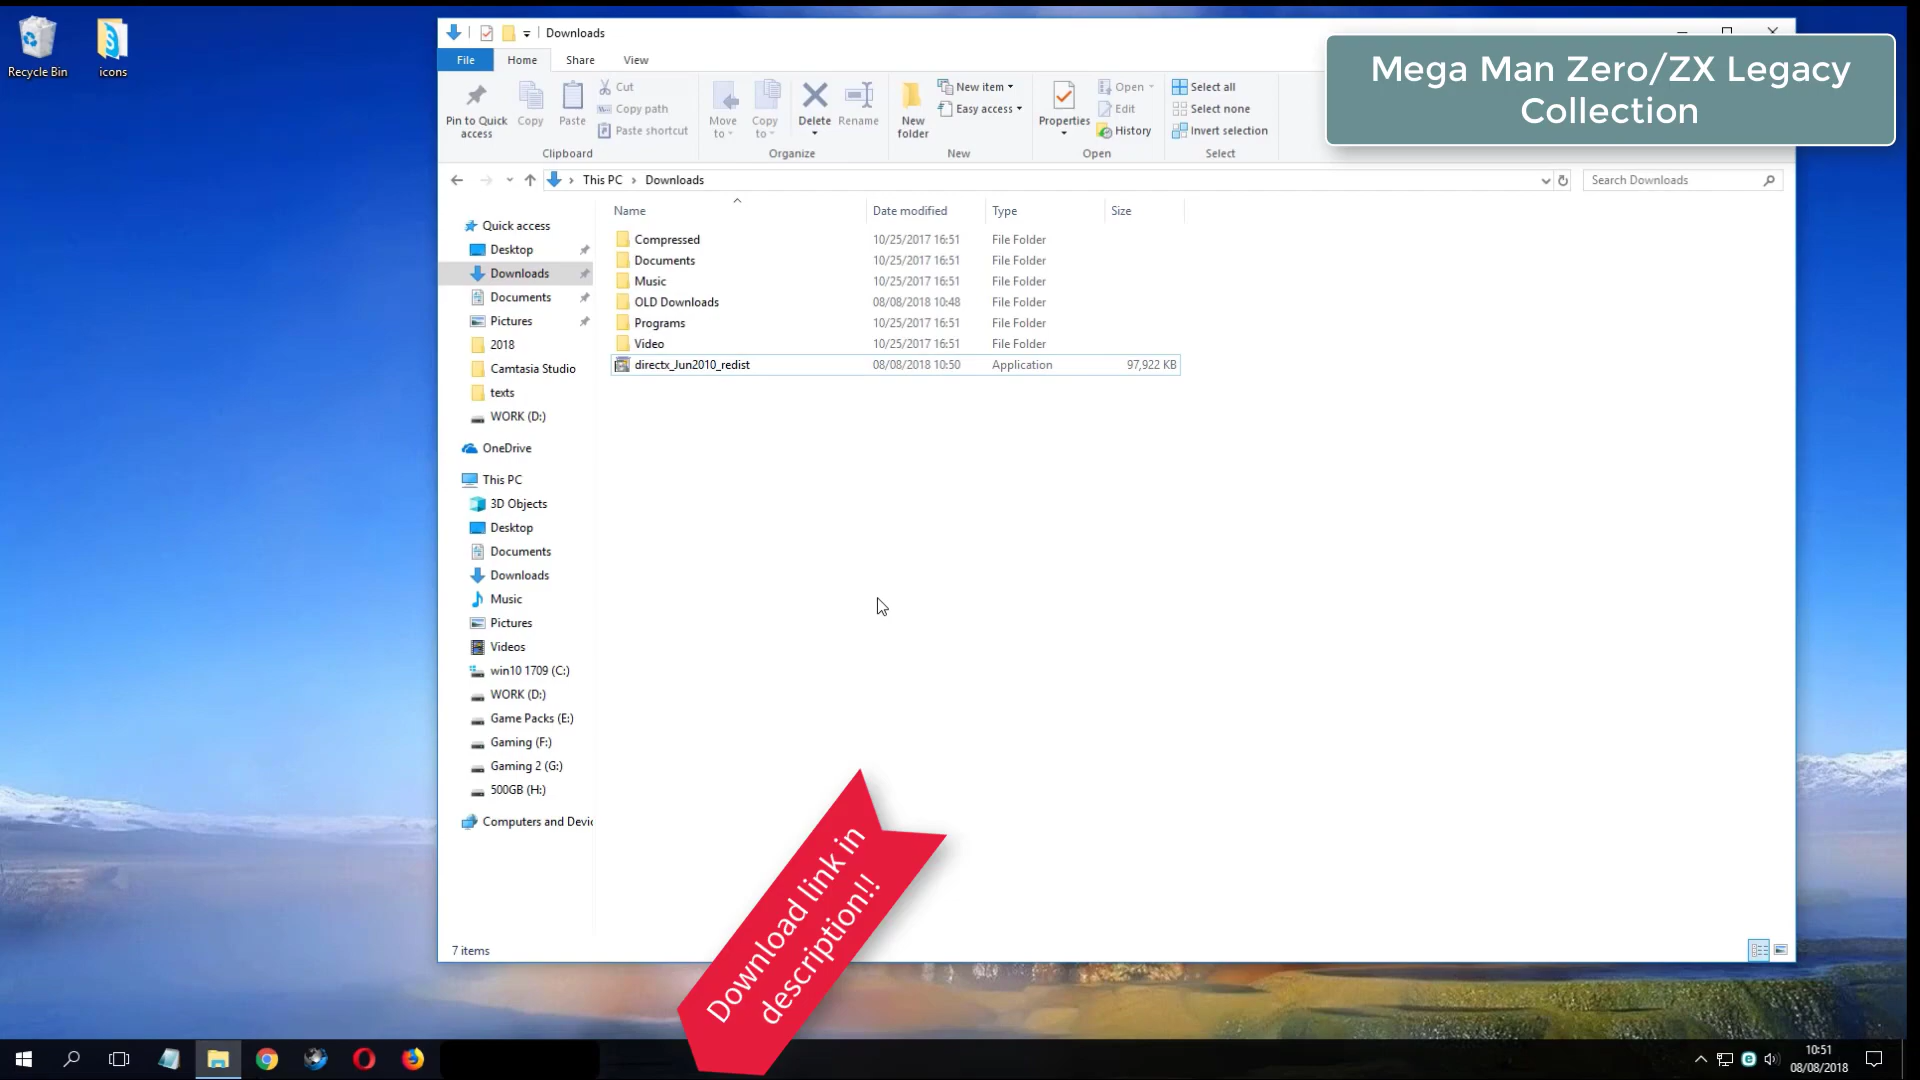 Recycle Bin
icons
Downloads
Mega Man Zero/ZX Legacy
Collection
File
Home
Share
View
Pin to Quick
access
Copy
Paste
Cut
Copy path
Paste shortcut
Clipboard
Move
to
Copy
to
Delete
Rename
Organize
New
folder
New item
Easy access
New
Properties
Open
Edit
History
Open
Select all
Select none
Invert selection
Select
This PC
Downloads
Search Downloads
Name
Date modified
Type
Size
Compressed 10/25/2017 16:51 File Folder
Documents 10/25/2017 16:51 File Folder
Music 10/25/2017 16:51 File Folder
OLD Downloads 08/08/2018 10:48 File Folder
Programs 10/25/2017 16:51 File Folder
Video 10/25/2017 16:51 File Folder
directx_Jun2010_redist 08/08/2018 10:50 Application 97,922 KB
Quick access
Desktop
Downloads
Documents
Pictures
2018
Camtasia Studio
texts
WORK (D:)
OneDrive
This PC
3D Objects
Desktop
Documents
Downloads
Music
Pictures
Videos
win10 1709 (C:)
WORK (D:)
Game Packs (E:)
Gaming (F:)
Gaming 2 (G:)
500GB (H:)
Computers and Devi
7 items
Download link in
description!!
10:51
08/08/2018